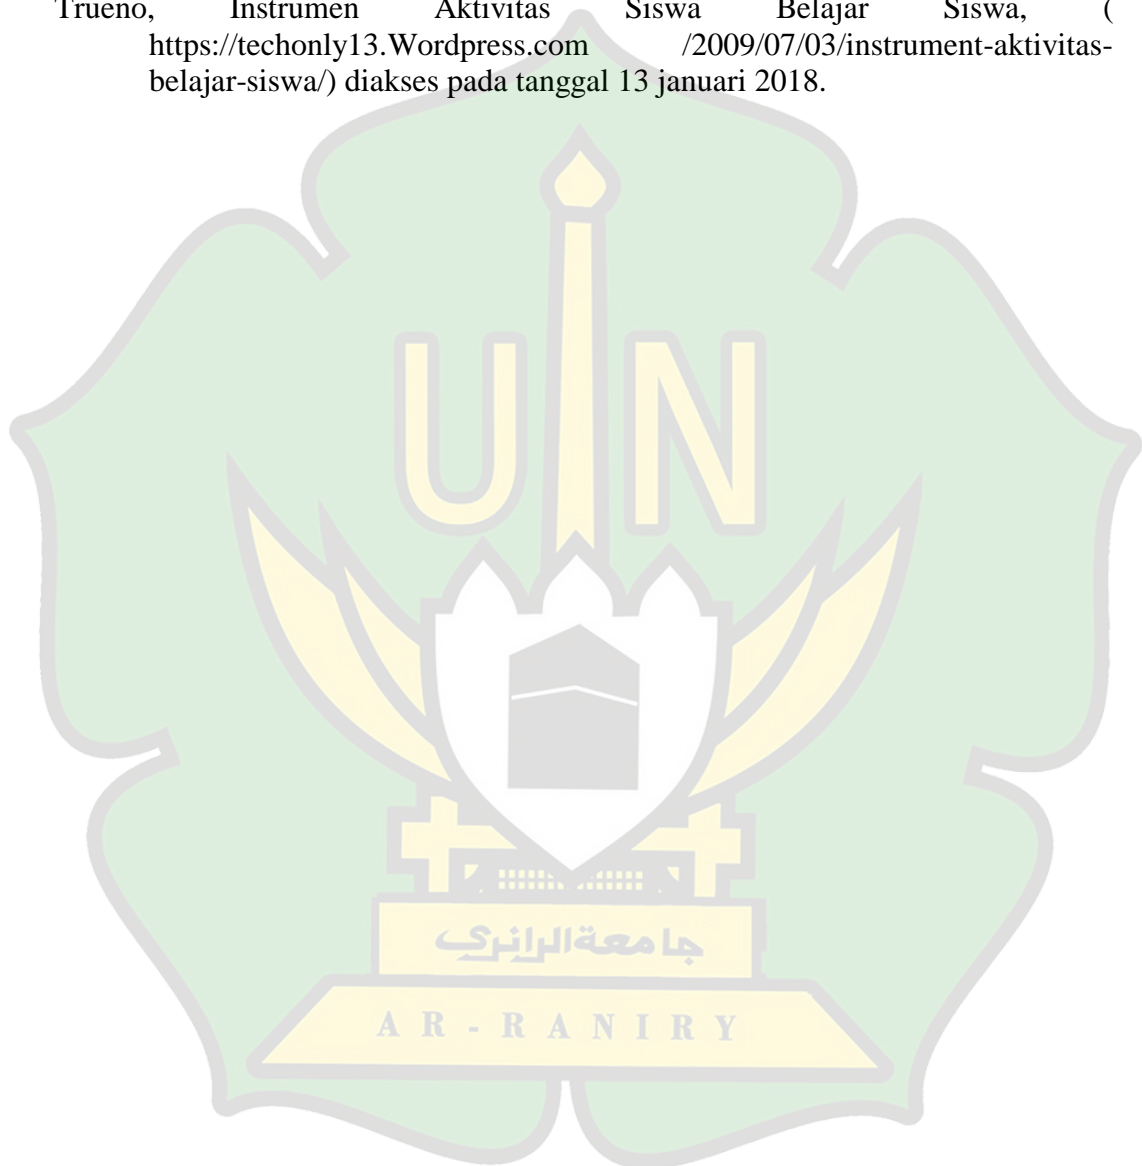 Trueno, Instrumen Aktivitas Siswa Belajar Siswa, (
https://techonly13.Wordpress.com /2009/07/03/instrument-aktivitas-
belajar-siswa/) diakses pada tanggal 13 januari 2018.
UIN
جامعةالرانري
AR-RANIRY